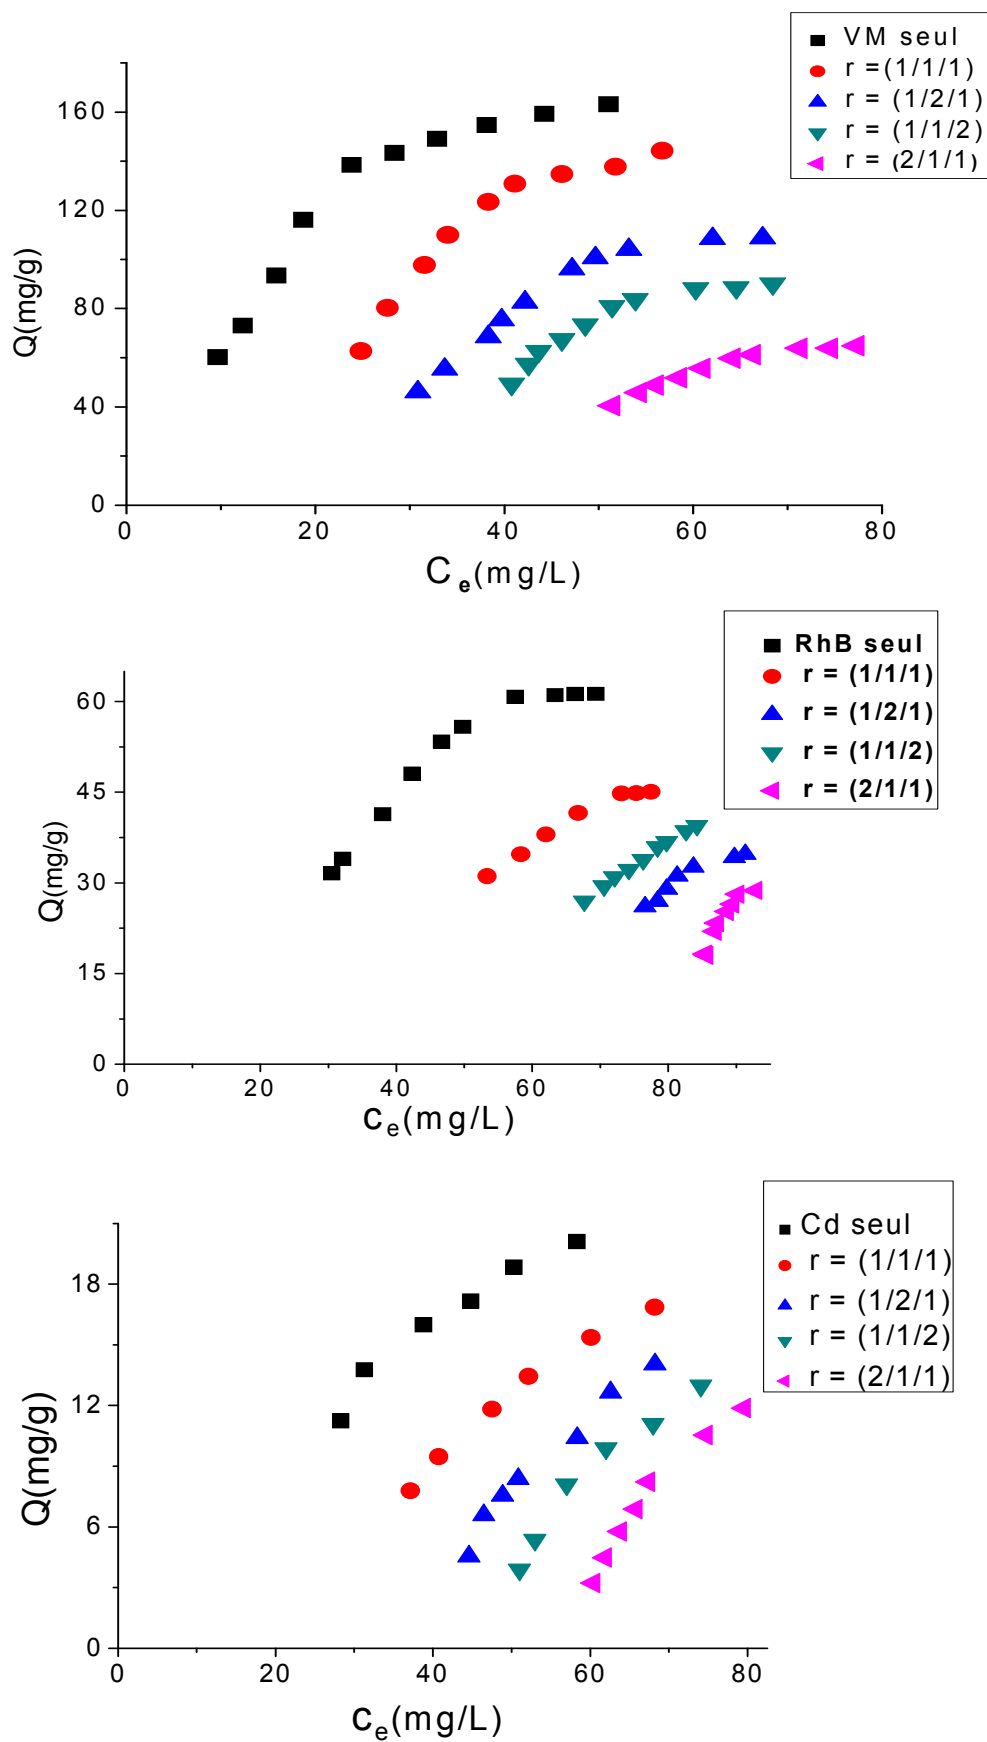 VM seul
r =(1/1/1)
r = (1/2/1)
r = (1/1/2)
r = (2/1/1)
160
120
80
40
0
Q(mg/g)
0 20 40 60 80
Ce(mg/L)
RhB seul
r = (1/1/1)
r = (1/2/1)
r = (1/1/2)
r = (2/1/1)
60
45
30
15
0
Q(mg/g)
0 20 40 60 80
ce(mg/L)
Cd seul
r = (1/1/1)
r = (1/2/1)
r = (1/1/2)
r = (2/1/1)
18
12
6
0
Q(mg/g)
0 20 40 60 80
ce(mg/L)